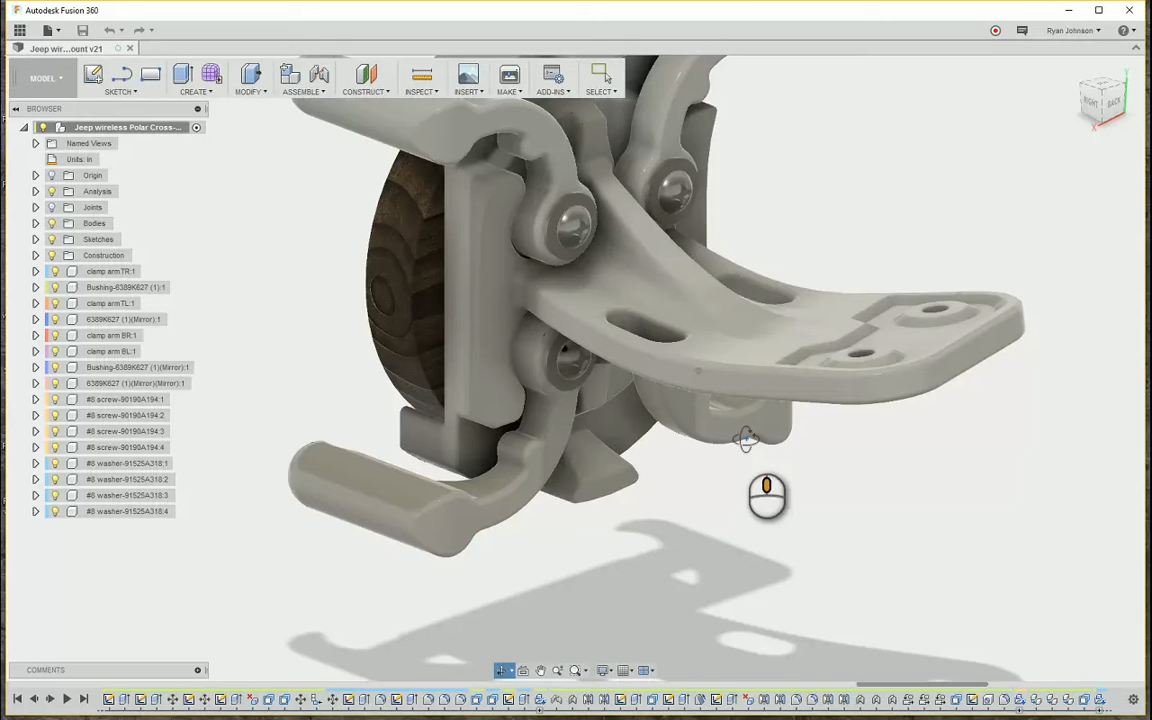 Autodesk Fusion 360
Ryan Johnson
Jeep wir...ount v21
MODEL
SKETCH
CREATE
MODIFY
ASSEMBLE
CONSTRUCT
INSPECT
INSERT
MAKE
ADD-INS
SELECT
RIGHT
BACK
Y
X
BROWSER
Jeep wireless Polar Cross-...
Named Views
Units: in
Origin
Analysis
Joints
Bodies
Sketches
Construction
clamp arm TR:1
Bushing-6389K627 (1):1
clamp arm TL:1
6389K627 (1)(Mirror):1
clamp arm BR:1
clamp arm BL:1
Bushing-6389K627 (1)(Mirror):1
6389K627 (1)(Mirror)(Mirror):1
#8 screw-90190A194:1
#8 screw-90190A194:2
#8 screw-90190A194:3
#8 screw-90190A194:4
#8 washer-91525A318:1
#8 washer-91525A318:2
#8 washer-91525A318:3
#8 washer-91525A318:4
COMMENTS